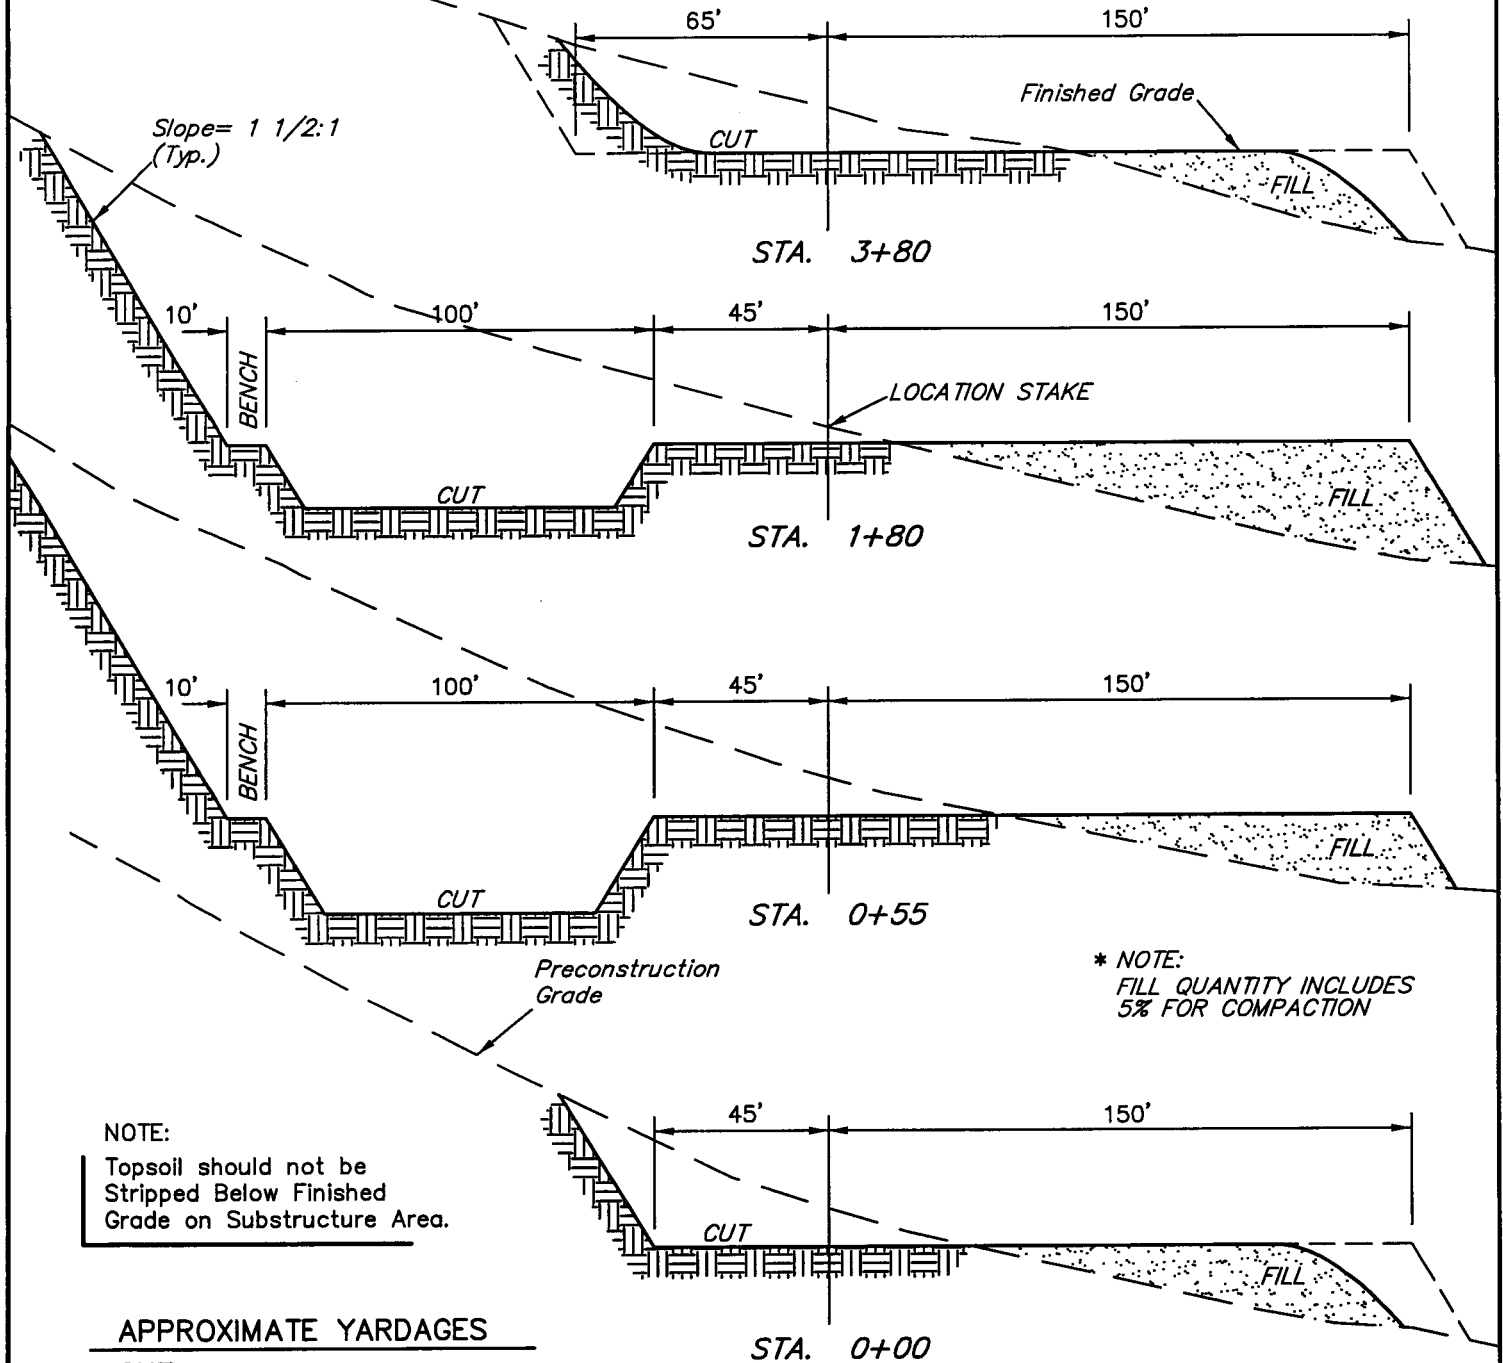 65'
150'
Finished Grade
Slope= 1 1/2:1
(Typ.)
CUT
FILL
STA. 3+80
10'
100'
45'
150'
BENCH
LOCATION STAKE
CUT
FILL
STA. 1+80
10'
100'
45'
150'
BENCH
FILL
CUT
STA. 0+55
* NOTE:
FILL QUANTITY INCLUDES
5% FOR COMPACTION
Preconstruction
Grade
45'
150'
NOTE:
Topsoil should not be
Stripped Below Finished
Grade on Substructure Area.
CUT
FILL
APPROXIMATE YARDAGES
STA. 0+00